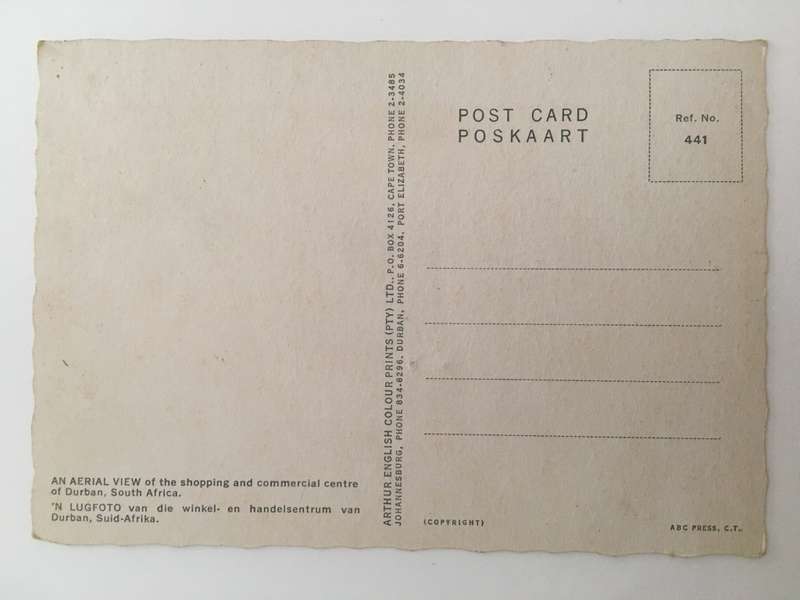 AN AERIAL VIEW of the shopping and commercial centre
of Durban, South Africa.
'N LUGFOTO van die winkel- en handelsentrum van
Durban, Suid-Afrika.
ARTHUR ENGLISH COLOUR PRINTS (PTY) LTD., P.O. BOX 4126, CAPE TOWN. PHONE 2-3485
JOHANNESBURG, PHONE 834-6296. DURBAN, PHONE 6-6204. PORT ELIZABETH, PHONE 2-4034
POST CARD
POSKAART
Ref. No.
441
(COPYRIGHT)
ABC PRESS, C.T.